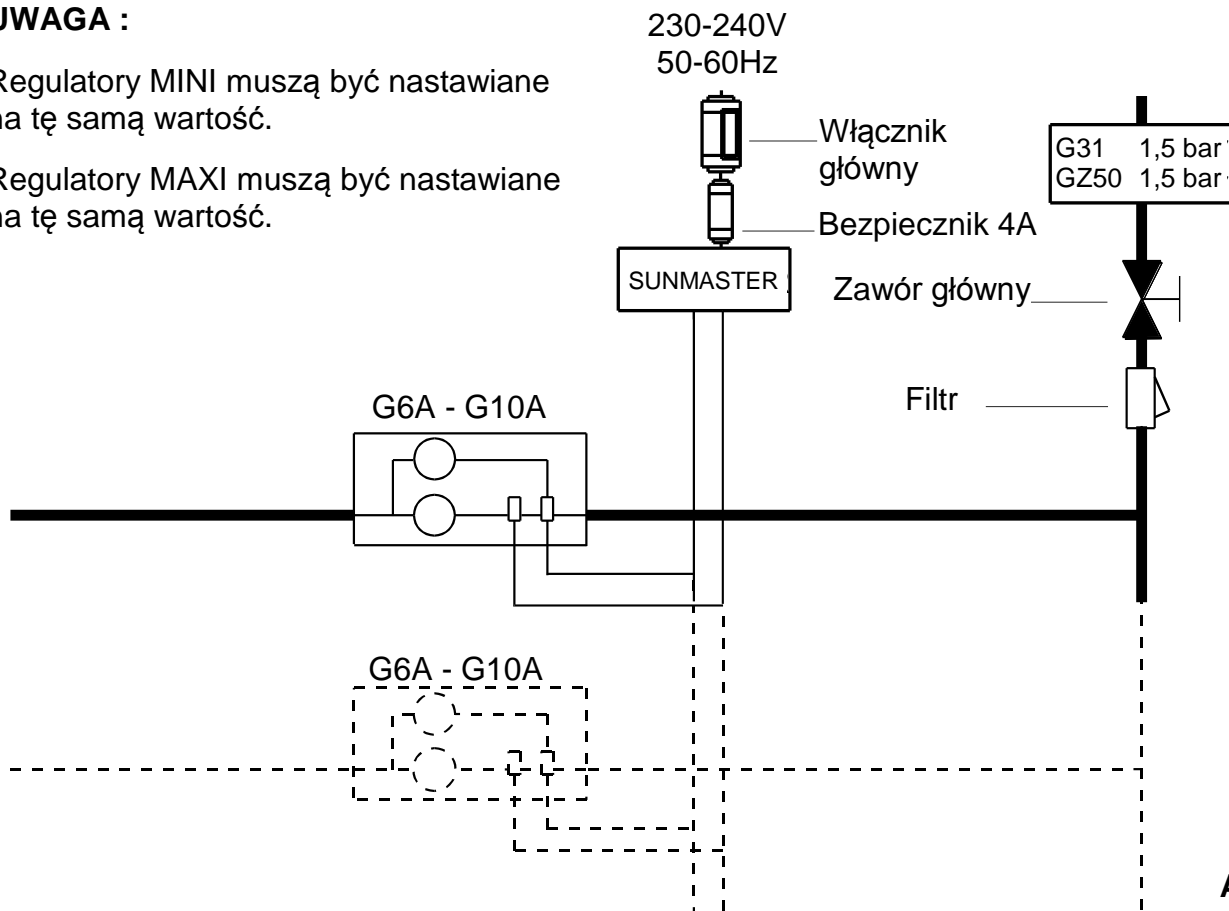 UWAGA :
Regulatory MINI muszą być nastawiane
na tę samą wartość.
Regulatory MAXI muszą być nastawiane
na tę samą wartość.
230-240V
50-60Hz
Włącznik
główny
Bezpiecznik 4A
SUNMASTER
G31 1,5 bar
GZ50 1,5 bar
Zawór główny
Filtr
G6A - G10A
G6A - G10A
A